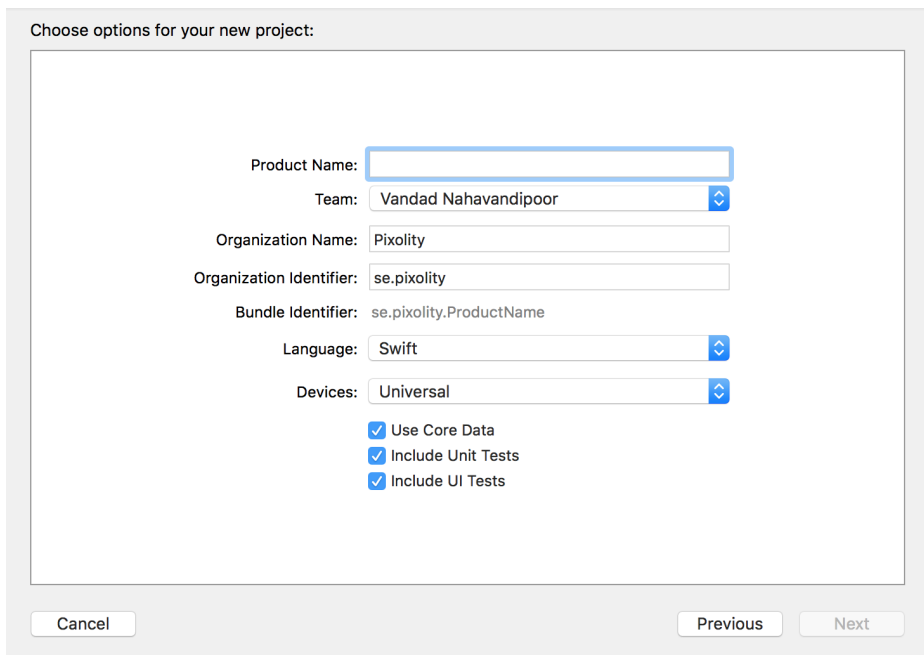 Choose options for your new project:
Product Name:
Team: Vandad Nahavandipoor
Organization Name: Pixolity
Organization Identifier: se.pixolity
Bundle Identifier: se.pixolity.ProductName
Language: Swift
Devices: Universal
Use Core Data
Include Unit Tests
Include UI Tests
Cancel Previous Next